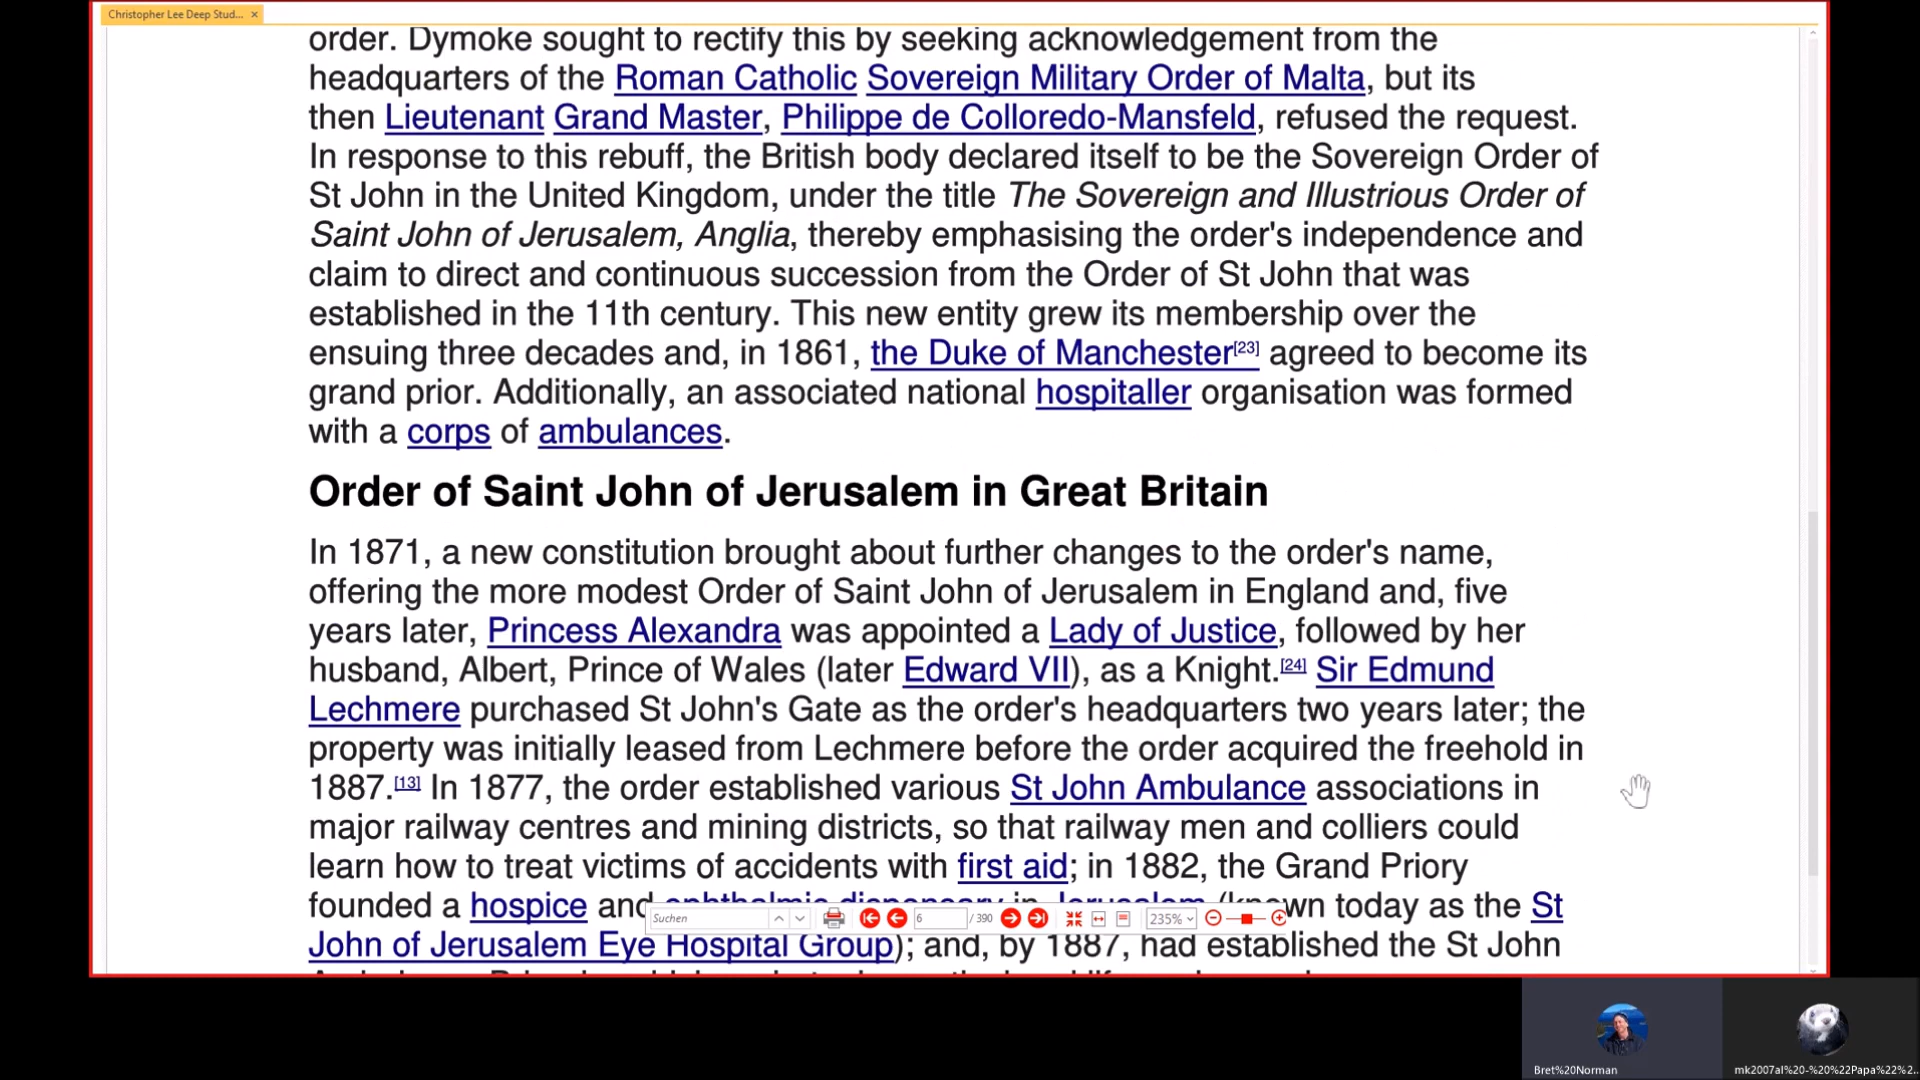 Christopher Lee Deep Stud... ×
order. Dymoke sought to rectify this by seeking acknowledgement from the
headquarters of the Roman Catholic Sovereign Military Order of Malta, but its
then Lieutenant Grand Master, Philippe de Colloredo-Mansfeld, refused the request.
In response to this rebuff, the British body declared itself to be the Sovereign Order of
St John in the United Kingdom, under the title The Sovereign and Illustrious Order of
Saint John of Jerusalem, Anglia, thereby emphasising the order's independence and
claim to direct and continuous succession from the Order of St John that was
established in the 11th century. This new entity grew its membership over the
ensuing three decades and, in 1861, the Duke of Manchester[23] agreed to become its
grand prior. Additionally, an associated national hospitaller organisation was formed
with a corps of ambulances.
Order of Saint John of Jerusalem in Great Britain
In 1871, a new constitution brought about further changes to the order's name,
offering the more modest Order of Saint John of Jerusalem in England and, five
years later, Princess Alexandra was appointed a Lady of Justice, followed by her
husband, Albert, Prince of Wales (later Edward VII), as a Knight.[24] Sir Edmund
Lechmere purchased St John's Gate as the order's headquarters two years later; the
property was initially leased from Lechmere before the order acquired the freehold in
1887.[13] In 1877, the order established various St John Ambulance associations in
major railway centres and mining districts, so that railway men and colliers could
learn how to treat victims of accidents with first aid; in 1882, the Grand Priory
founded a hospice and ophthalmic dispensary in Jerusalem (known today as the St
Suchen 6 / 390 235%
John of Jerusalem Eye Hospital Group); and, by 1887, had established the St John
Bret%20Norman
mk2007al%20-%20%22Papa%22%2...